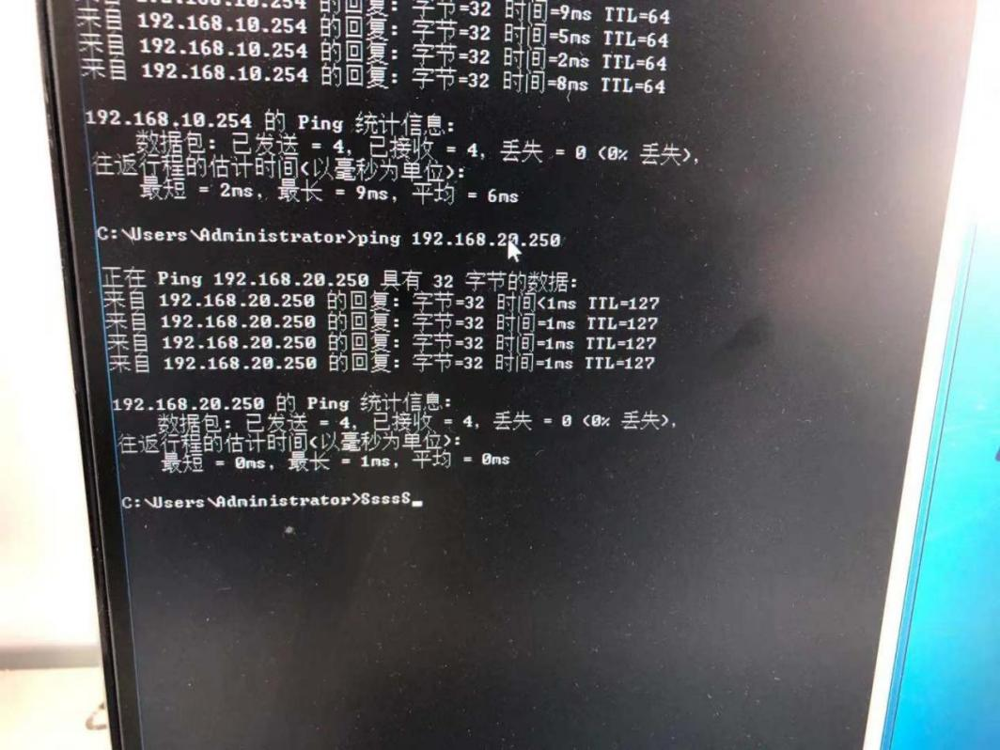 来自 192.168.10.254 的回复: 字节=32 时间=9ms TTL=64
来自 192.168.10.254 的回复: 字节=32 时间=5ms TTL=64
来自 192.168.10.254 的回复: 字节=32 时间=2ms TTL=64
来自 192.168.10.254 的回复: 字节=32 时间=8ms TTL=64
192.168.10.254 的 Ping 统计信息:
数据包: 已发送 = 4, 已接收 = 4, 丢失 = 0 (0% 丢失),
往返行程的估计时间(以毫秒为单位):
最短 = 2ms, 最长 = 9ms, 平均 = 6ms
C:\Users\Administrator>ping 192.168.20.250
正在 Ping 192.168.20.250 具有 32 字节的数据:
来自 192.168.20.250 的回复: 字节=32 时间<1ms TTL=127
来自 192.168.20.250 的回复: 字节=32 时间=1ms TTL=127
来自 192.168.20.250 的回复: 字节=32 时间=1ms TTL=127
来自 192.168.20.250 的回复: 字节=32 时间=1ms TTL=127
192.168.20.250 的 Ping 统计信息:
数据包: 已发送 = 4, 已接收 = 4, 丢失 = 0 (0% 丢失),
往返行程的估计时间(以毫秒为单位):
最短 = 0ms, 最长 = 1ms, 平均 = 0ms
C:\Users\Administrator>SsssS_